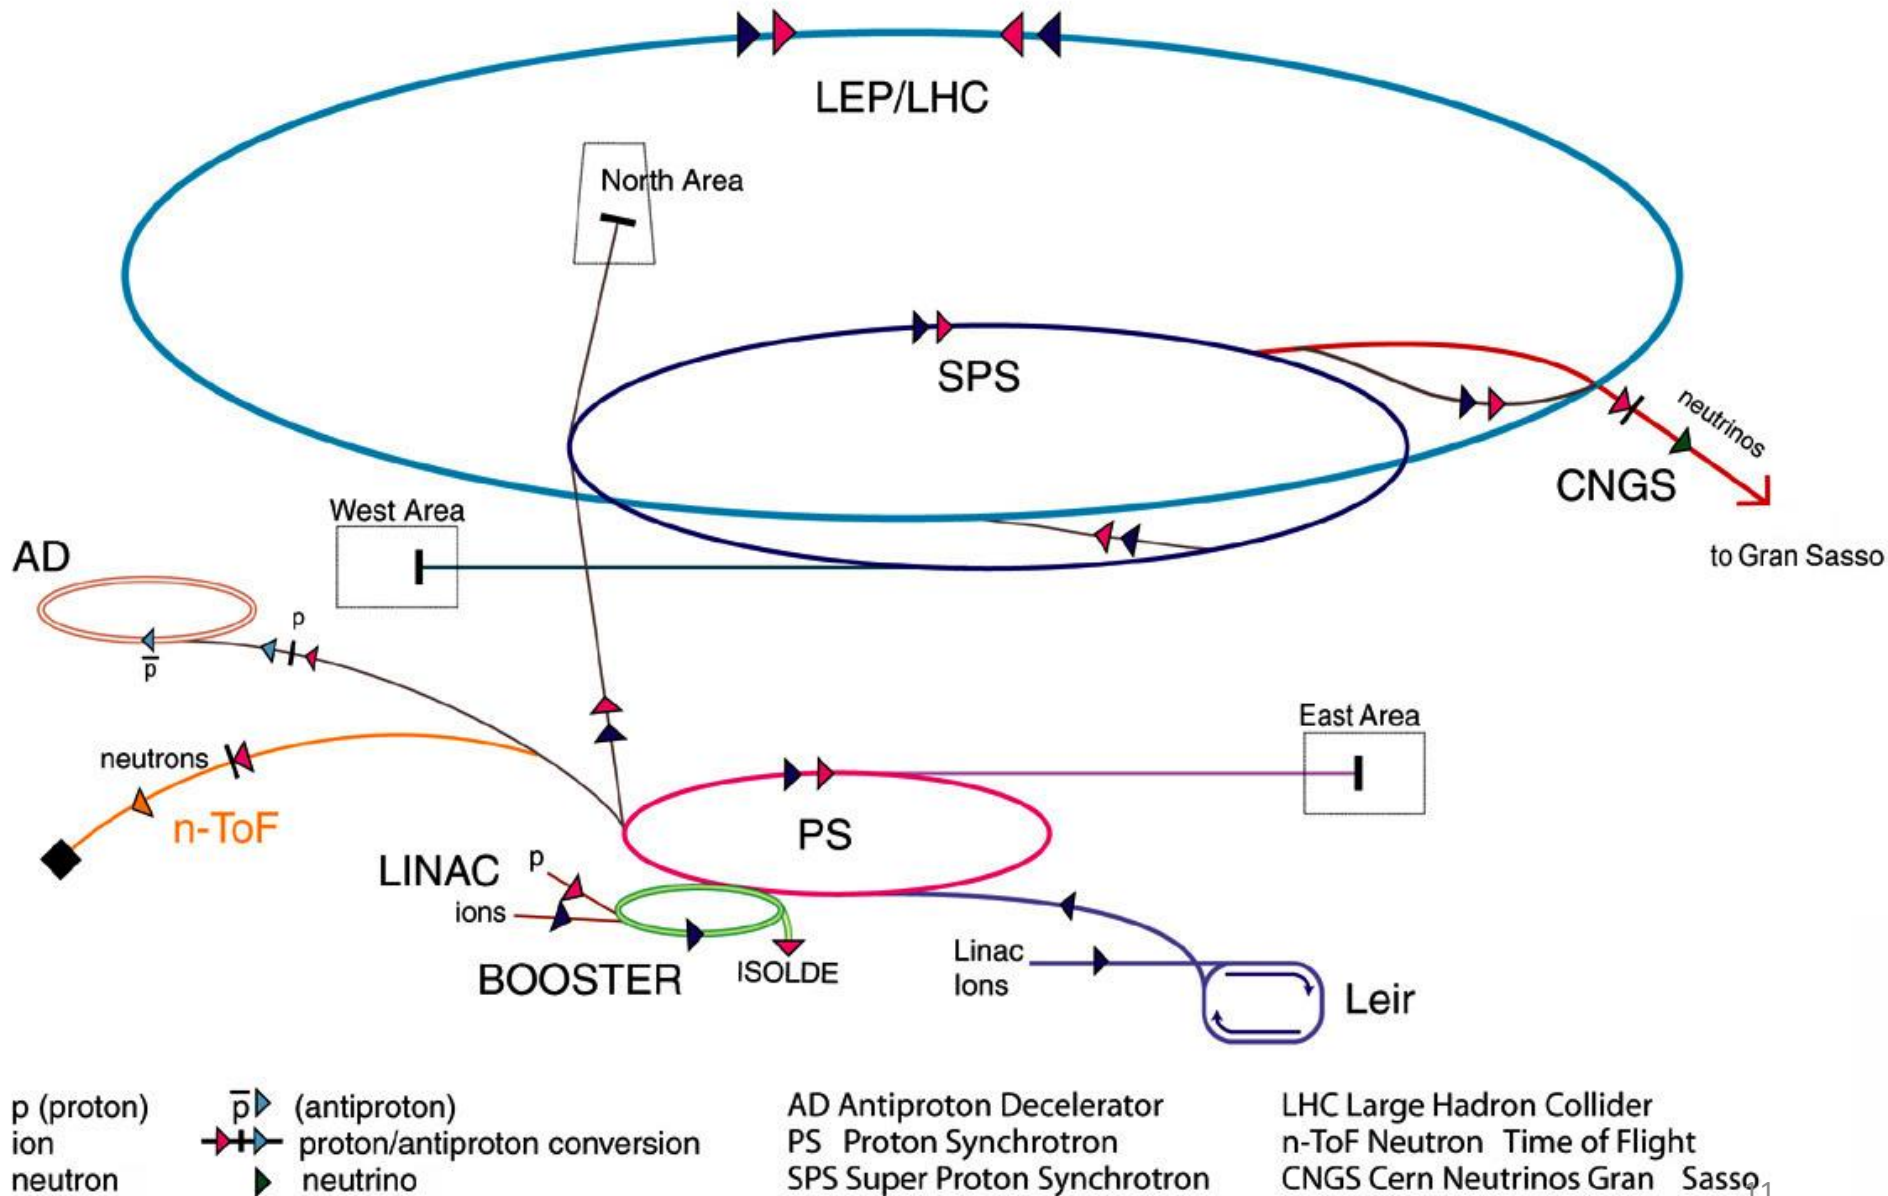 LEP/LHC
North Area
SPS
neutrinos
CNGS
West Area
to Gran Sasso
AD
p
p̅
East Area
neutrons
n-ToF
PS
LINAC
p
ions
Linac
Ions
ISOLDE
BOOSTER
Leir
p (proton)
p̅ (antiproton)
AD Antiproton Decelerator
LHC Large Hadron Collider
ion
proton/antiproton conversion
PS Proton Synchrotron
n-ToF Neutron Time of Flight
neutron
neutrino
SPS Super Proton Synchrotron
CNGS Cern Neutrinos Gran Sasso
11